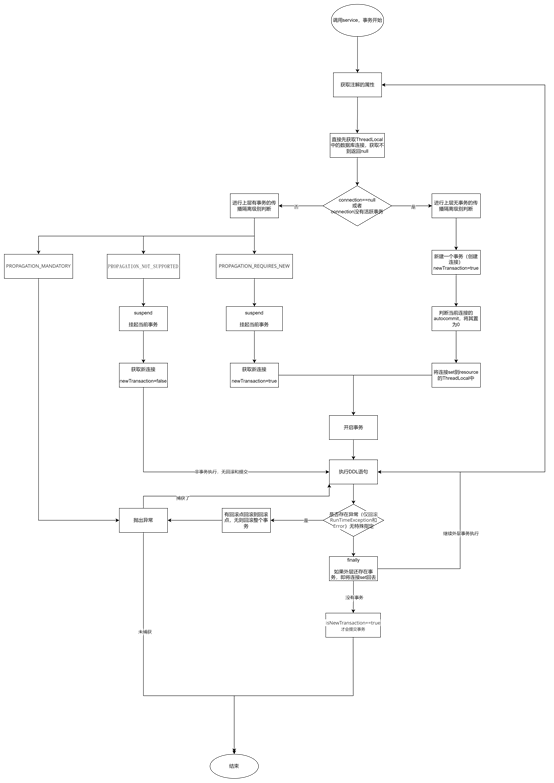 调用service，事务开始
获取注解的属性
直接先获取ThreadLocal
中的数据库连接，获取不
到返回null
connection==null
或者
connection没有活跃事务
否
是
进行上层有事务的传
播隔离级别判断
进行上层无事务的传
播隔离级别判断
新建一个事务（创建
连接）
newTransaction=true
PROPAGATION_MANDATORY
PROPAGATION_NOT_SUPPORTED
PROPAGATION_REQUIRES_NEW
suspend
挂起当前事务
suspend
挂起当前事务
判断当前连接的
autocommit，将其置
为0
获取新连接
newTransaction=false
获取新连接
newTransaction=true
将连接set到resource
的ThreadLocal中
开启事务
非事务执行，无回滚和提交
执行DDL语句
捕获了
抛出异常
有回滚点回滚到回滚
点，无则回滚整个事
务
是
是否存在异常（仅回滚
RunTimeException和
Error）无特殊指定
继续外层事务执行
finally
如果外层还存在事
务，即将连接set回去
没有事务
isNewTransaction==true
才会提交事务
未捕获
结束